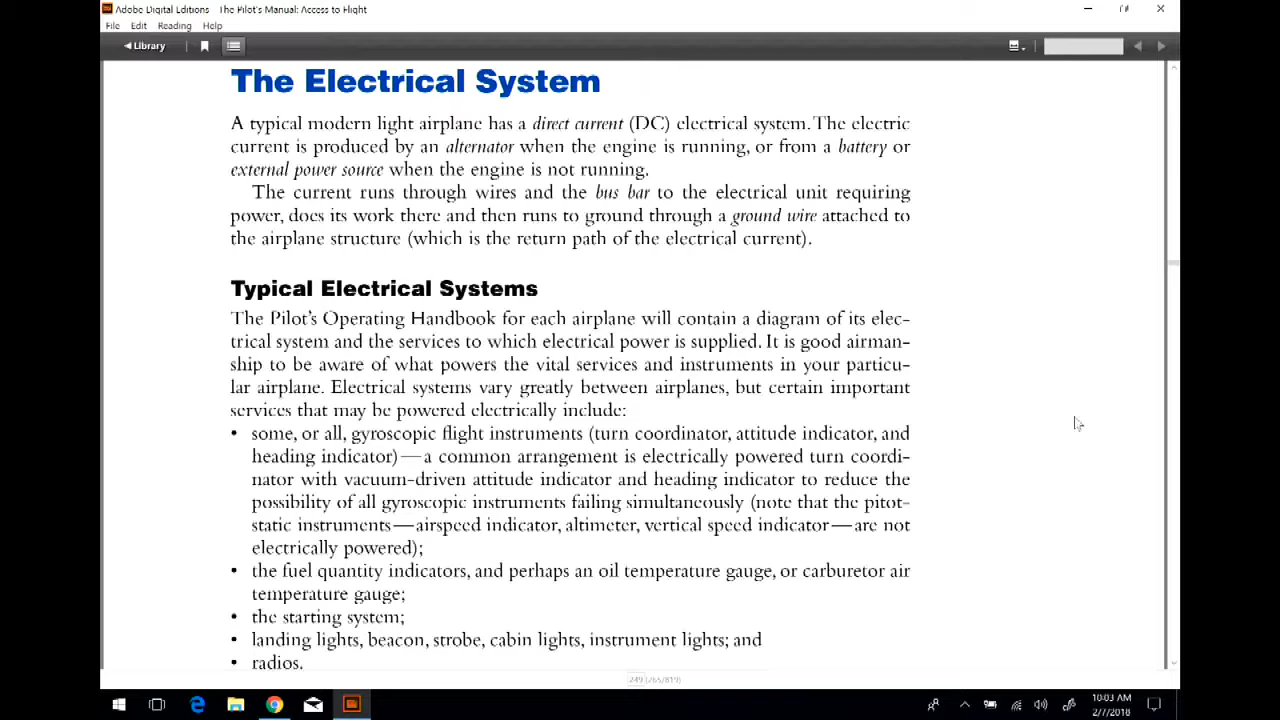 Adobe Digital Editions - The Pilot's Manual: Access to Flight
File Edit Reading Help
Library
The Electrical System
A typical modern light airplane has a direct current (DC) electrical system. The electric
current is produced by an alternator when the engine is running, or from a battery or
external power source when the engine is not running.
The current runs through wires and the bus bar to the electrical unit requiring
power, does its work there and then runs to ground through a ground wire attached to
the airplane structure (which is the return path of the electrical current).
Typical Electrical Systems
The Pilot's Operating Handbook for each airplane will contain a diagram of its elec-
trical system and the services to which electrical power is supplied. It is good airman-
ship to be aware of what powers the vital services and instruments in your particu-
lar airplane. Electrical systems vary greatly between airplanes, but certain important
services that may be powered electrically include:
• some, or all, gyroscopic flight instruments (turn coordinator, attitude indicator, and
heading indicator)—a common arrangement is electrically powered turn coordi-
nator with vacuum-driven attitude indicator and heading indicator to reduce the
possibility of all gyroscopic instruments failing simultaneously (note that the pitot-
static instruments—airspeed indicator, altimeter, vertical speed indicator—are not
electrically powered);
• the fuel quantity indicators, and perhaps an oil temperature gauge, or carburetor air
temperature gauge;
• the starting system;
• landing lights, beacon, strobe, cabin lights, instrument lights; and
• radios.
249 (265/819)
10:03 AM
2/7/2018